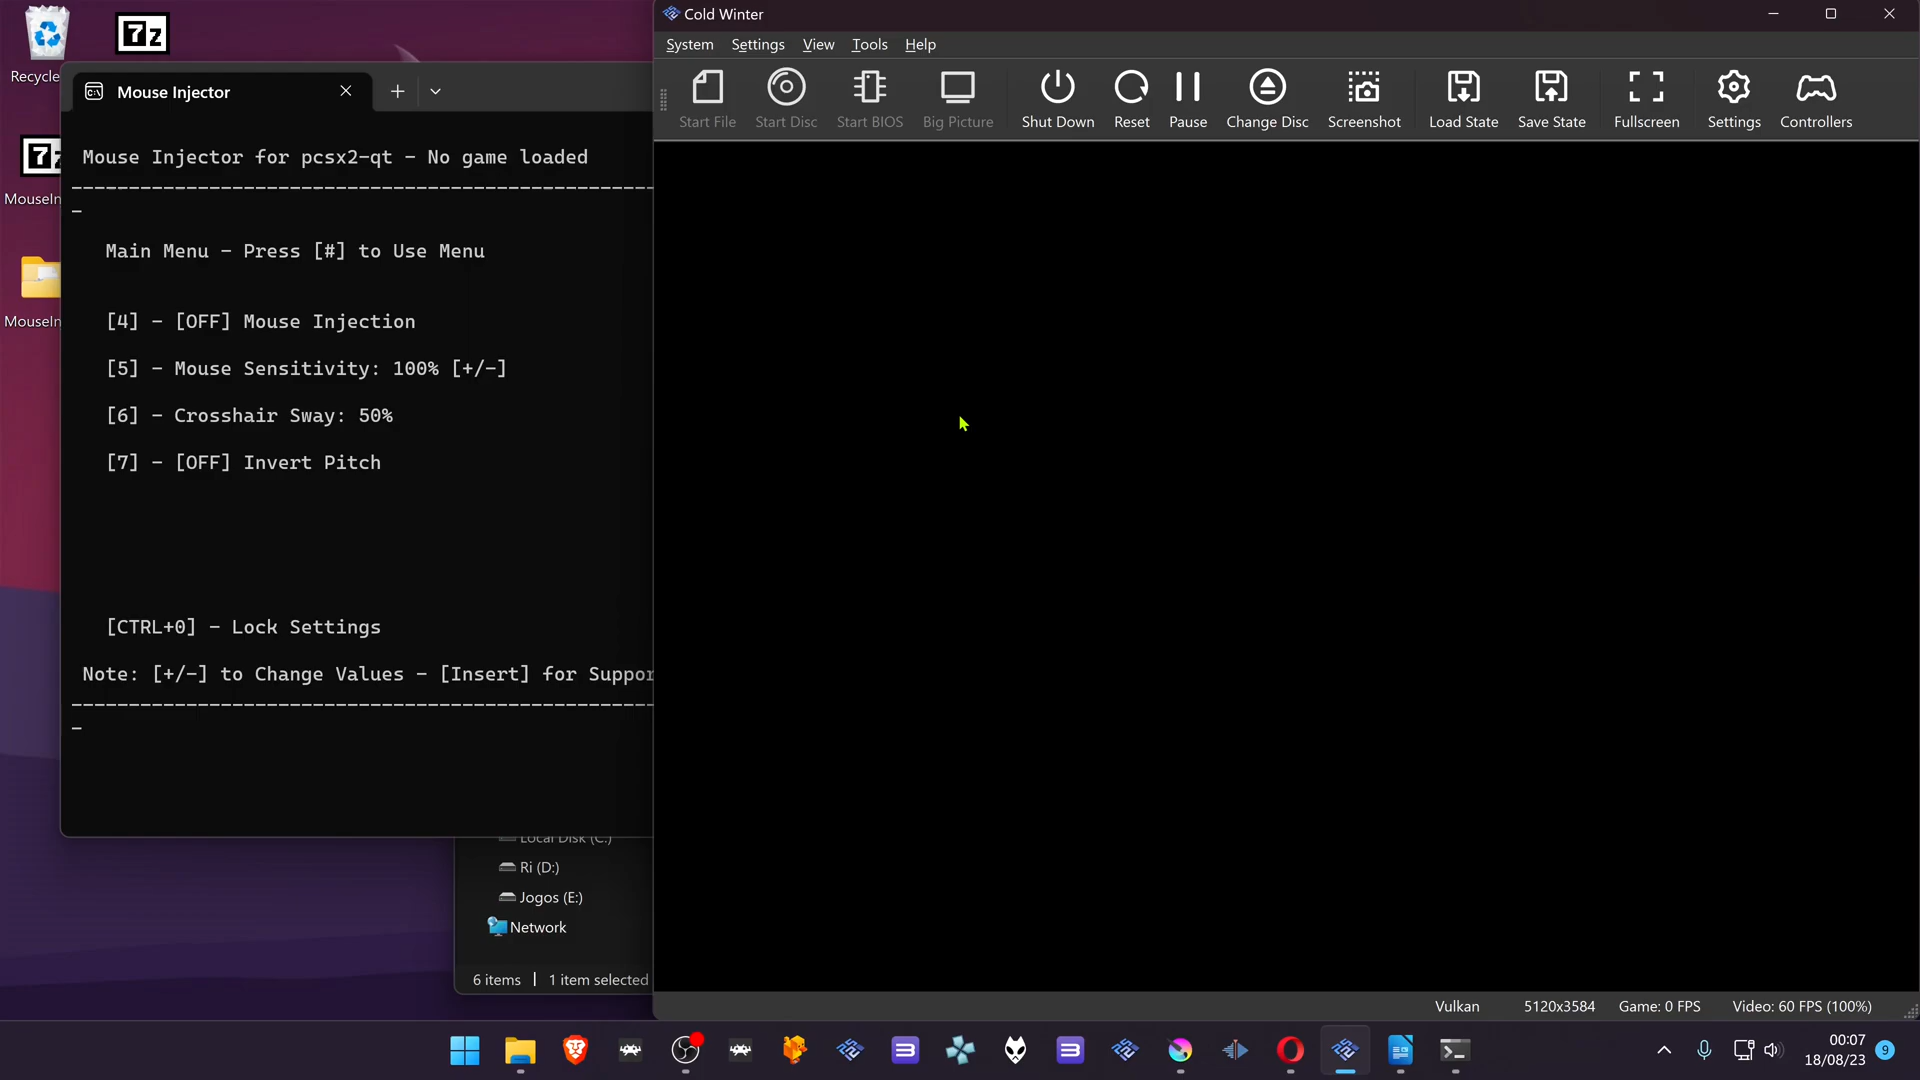 Recycle
7z
7z
MouseIn
MouseIn
Mouse Injector
Mouse Injector for pcsx2-qt - No game loaded
Main Menu - Press [#] to Use Menu
[4] - [OFF] Mouse Injection
[5] - Mouse Sensitivity: 100% [+/-]
[6] - Crosshair Sway: 50%
[7] - [OFF] Invert Pitch
[CTRL+0] - Lock Settings
Note: [+/-] to Change Values - [Insert] for Suppor
Local Disk (C:)
Ri (D:)
Jogos (E:)
Network
6 items | 1 item selected
Cold Winter
System Settings View Tools Help
Start File Start Disc Start BIOS Big Picture Shut Down Reset Pause Change Disc Screenshot Load State Save State Fullscreen Settings Controllers
Vulkan 5120x3584 Game: 0 FPS Video: 60 FPS (100%)
00:07
18/08/23 9